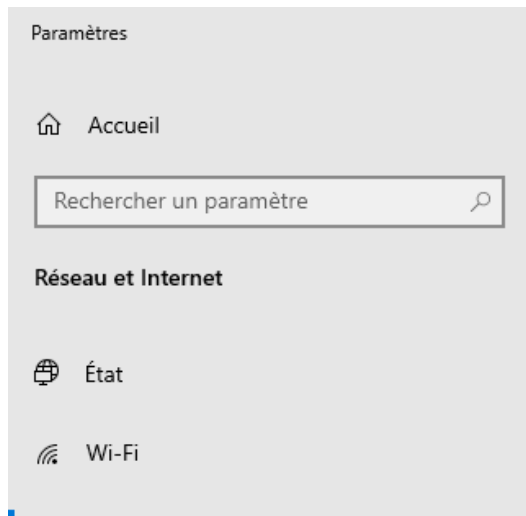 Paramètres
Accueil
Rechercher un paramètre
Réseau et Internet
État
Wi-Fi